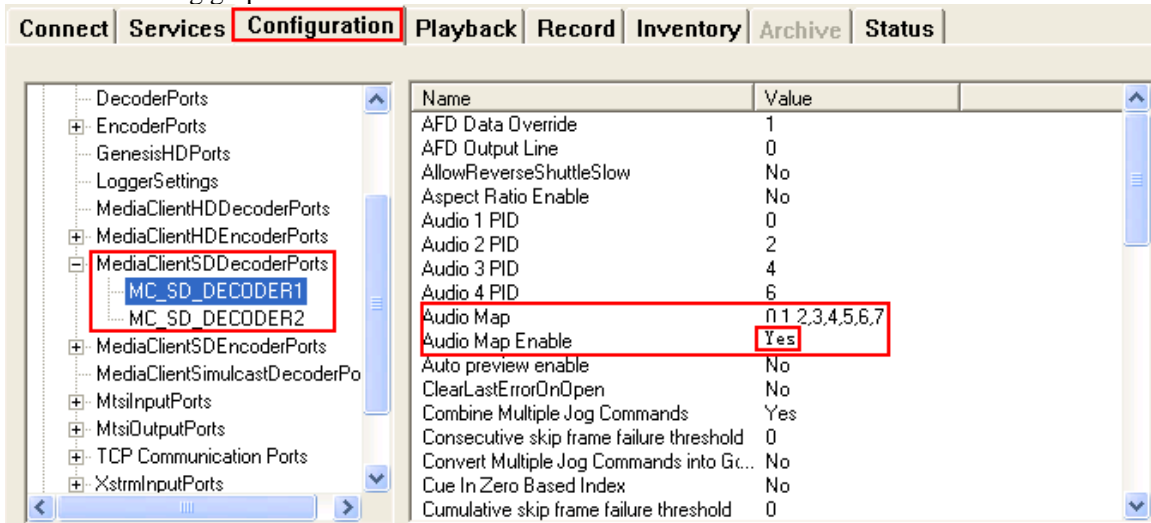 Connect Services Configuration Playback Record Inventory Archive Status
DecoderPorts
EncoderPorts
GenesisHDPorts
LoggerSettings
MediaClientHDDecoderPorts
MediaClientHDEncoderPorts
MediaClientSDDecoderPorts
MC_SD_DECODER1
MC_SD_DECODER2
MediaClientSDEncoderPorts
MediaClientSimulcastDecoderPo
MtsiInputPorts
MtsiOutputPorts
TCP Communication Ports
XstrmInputPorts
Name Value
AFD Data Override 1
AFD Output Line 0
AllowReverseShuttleSlow No
Aspect Ratio Enable No
Audio 1 PID 0
Audio 2 PID 2
Audio 3 PID 4
Audio 4 PID 6
Audio Map 0,1,2,3,4,5,6,7
Audio Map Enable Yes
Auto preview enable No
ClearLastErrorOnOpen No
Combine Multiple Jog Commands Yes
Consecutive skip frame failure threshold 0
Convert Multiple Jog Commands into Go... No
Cue In Zero Based Index No
Cumulative skip frame failure threshold 0